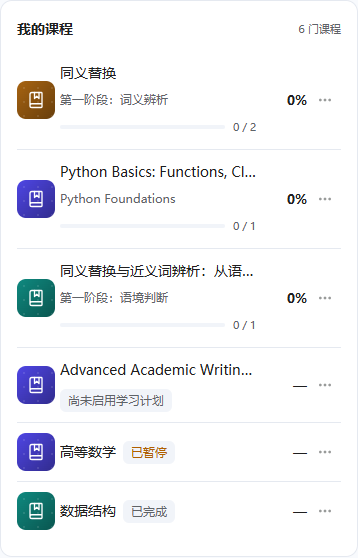 我的课程 6 门课程
同义替换
第一阶段：词义辨析 0% ···
0 / 2
Python Basics: Functions, Cl...
Python Foundations 0% ···
0 / 1
同义替换与近义词辨析：从语...
第一阶段：语境判断 0% ···
0 / 1
Advanced Academic Writin...
尚未启用学习计划 — ···
高等数学 已暂停 — ···
数据结构 已完成 — ···